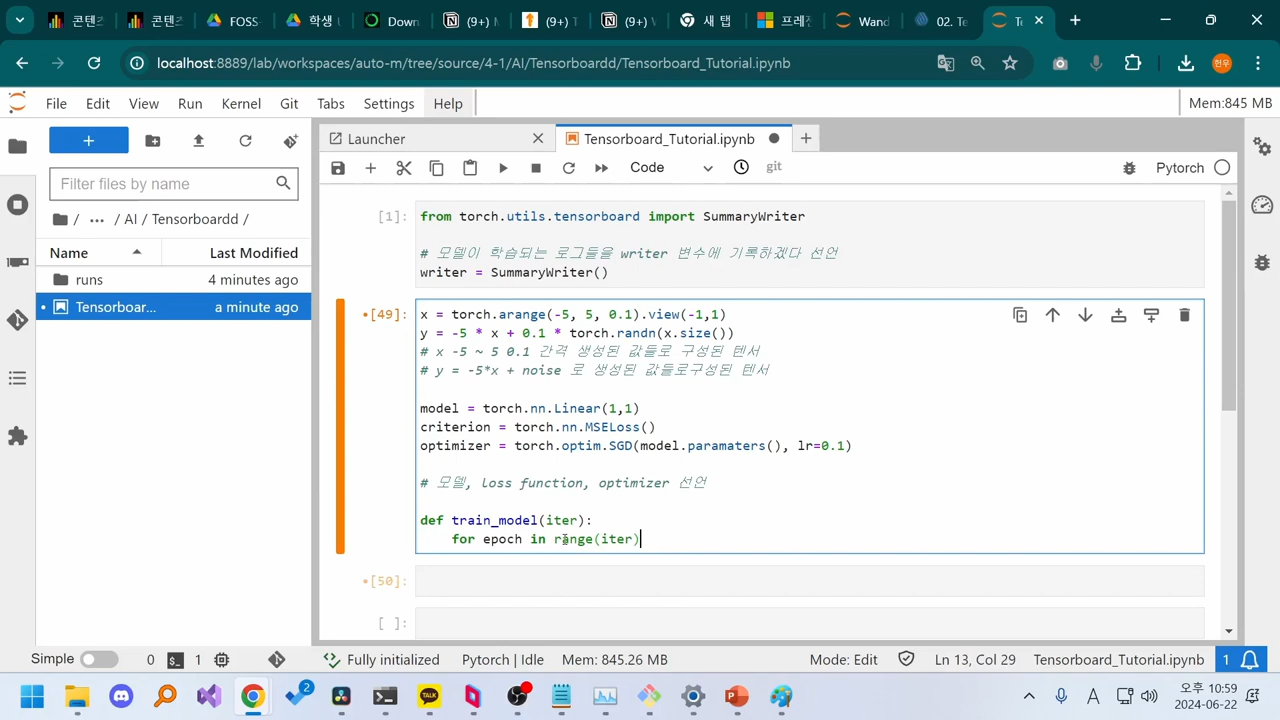 콘텐츠
콘텐츠
FOSS-
학생
Down
(9+)
(9+)
(9+)
새 탭
프레젠
Wand
02. Te
Te
localhost:8889/lab/workspaces/auto-m/tree/source/4-1/AI/Tensorboardd/Tensorboard_Tutorial.ipynb
현우
File Edit View Run Kernel Git Tabs Settings Help
Mem:845 MB
Launcher
Tensorboard_Tutorial.ipynb
Filter files by name
Code
git
Pytorch
/ ··· / AI / Tensorboardd /
Name Last Modified
runs 4 minutes ago
Tensorboar... a minute ago
[1]:
from torch.utils.tensorboard import SummaryWriter
# 모델이 학습되는 로그들을 writer 변수에 기록하겠다 선언
writer = SummaryWriter()
[49]:
x = torch.arange(-5, 5, 0.1).view(-1,1)
y = -5 * x + 0.1 * torch.randn(x.size())
# x -5 ~ 5 0.1 간격 생성된 값들로 구성된 텐서
# y = -5*x + noise 로 생성된 값들로구성된 텐서
model = torch.nn.Linear(1,1)
criterion = torch.nn.MSELoss()
optimizer = torch.optim.SGD(model.paramaters(), lr=0.1)
# 모델, loss function, optimizer 선언
def train_model(iter):
for epoch in range(iter)
[50]:
[ ]:
Simple 0 1 Fully initialized Pytorch | Idle Mem: 845.26 MB Mode: Edit Ln 13, Col 29 Tensorboard_Tutorial.ipynb 1
2
TALK
A
오후 10:59
2024-06-22